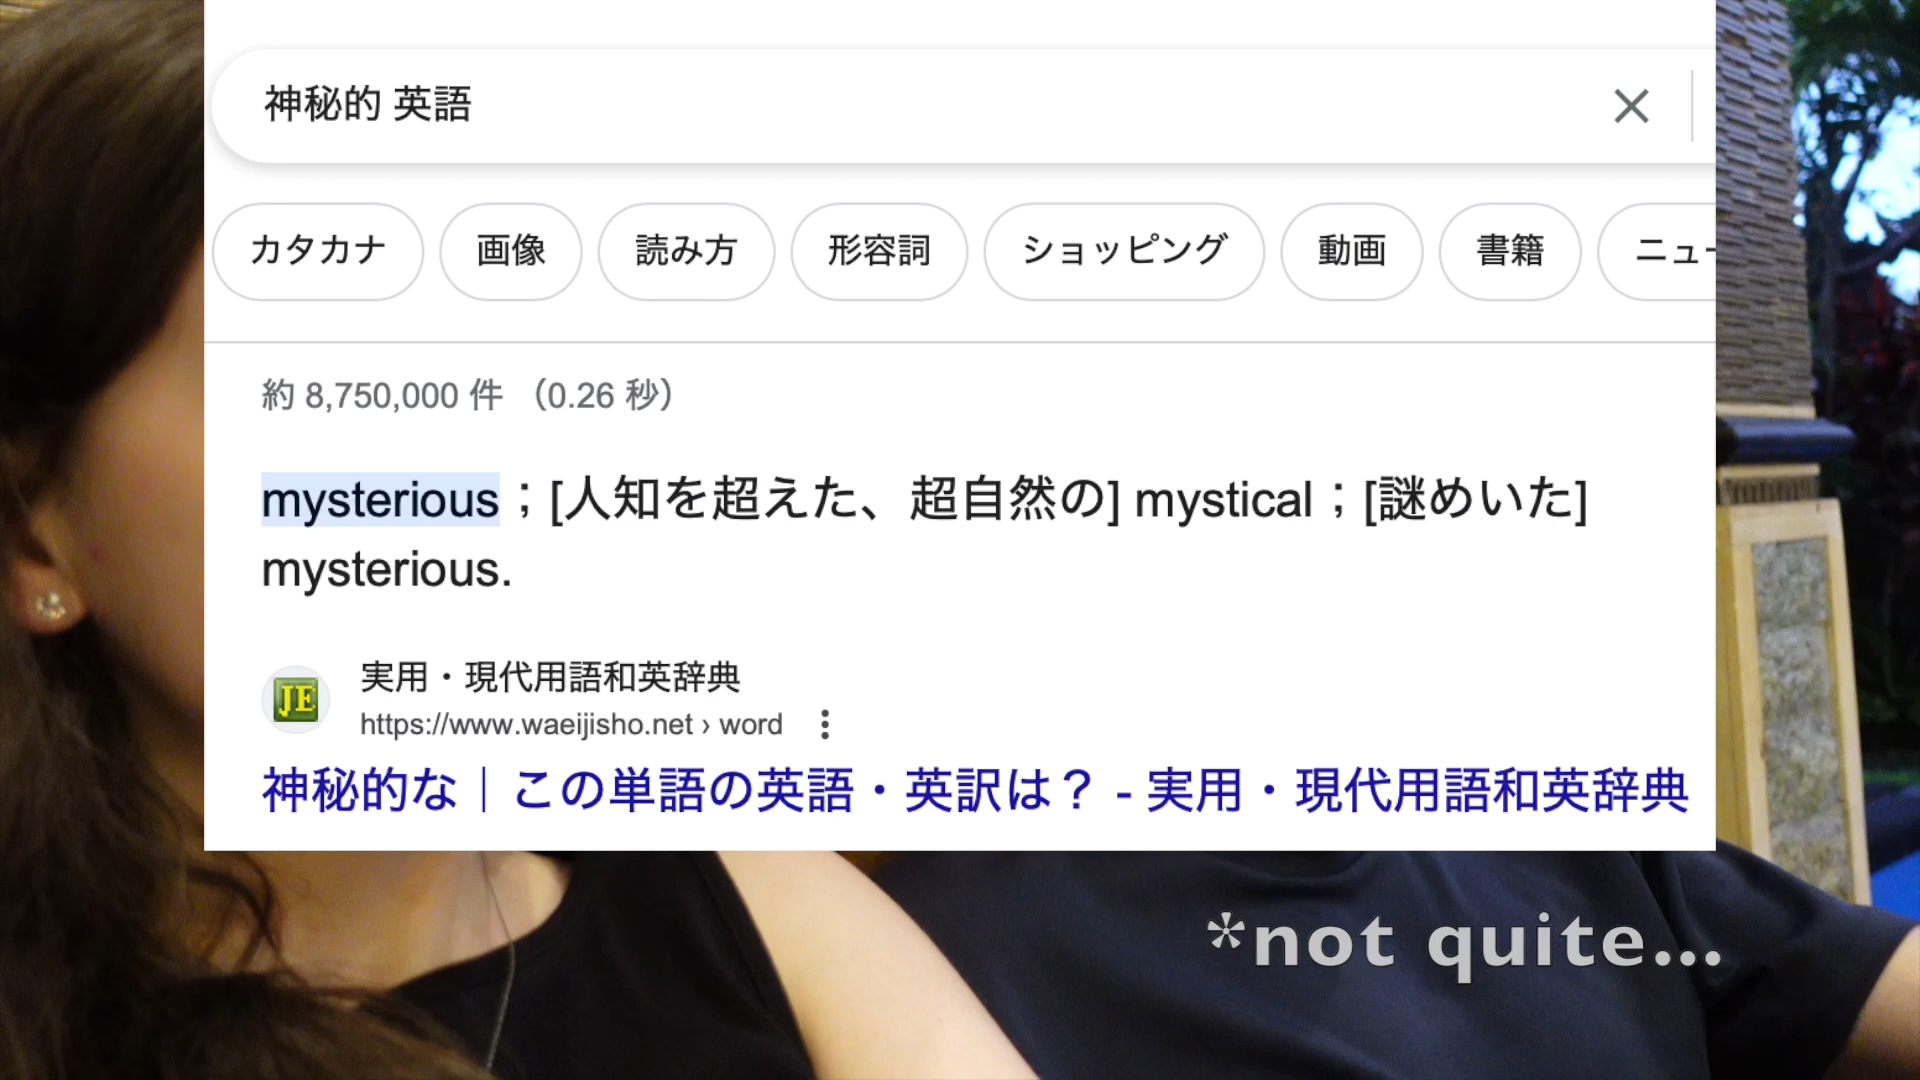 神秘的 英語
カタカナ 画像 読み方 形容詞 ショッピング 動画 書籍 ニュー
約 8,750,000 件 （0.26 秒）
mysterious；[人知を超えた、超自然の] mystical；[謎めいた]
mysterious.
JE
実用・現代用語和英辞典
https://www.waeijisho.net › word
神秘的な｜この単語の英語・英訳は？ - 実用・現代用語和英辞典
*not quite...